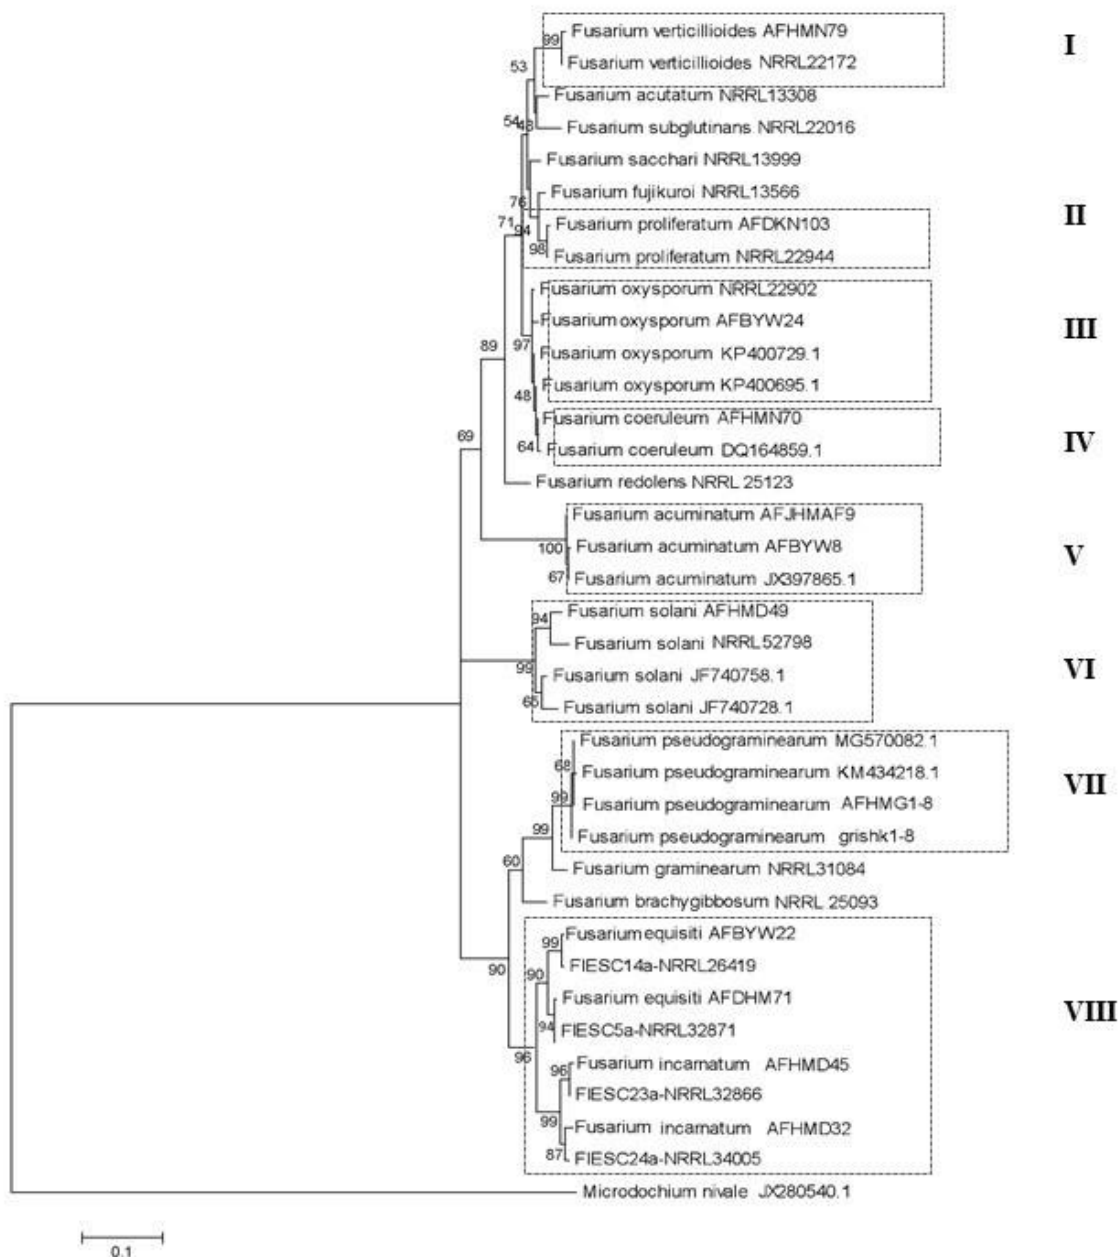 Fusarium verticillioides AFHMN79
99
I
Fusarium verticillioides NRRL22172
53
Fusarium acutatum NRRL13308
54
48
Fusarium subglutinans NRRL22016
Fusarium sacchari NRRL13999
Fusarium fujikuroi NRRL13566
76
II
71
94
Fusarium proliferatum AFDKN103
98
Fusarium proliferatum NRRL22944
Fusarium oxysporum NRRL22902
Fusarium oxysporum AFBYW24
III
89
97
Fusarium oxysporum KP400729.1
Fusarium oxysporum KP400695.1
48
Fusarium coeruleum AFHMN70
69
IV
64
Fusarium coeruleum DQ164859.1
Fusarium redolens NRRL 25123
Fusarium acuminatum AFJHMAF9
100
Fusarium acuminatum AFBYW8
V
67
Fusarium acuminatum JX397865.1
94
Fusarium solani AFHMD49
Fusarium solani NRRL52798
99
VI
Fusarium solani JF740758.1
65
Fusarium solani JF740728.1
Fusarium pseudograminearum MG570082.1
68
Fusarium pseudograminearum KM434218.1
VII
99
Fusarium pseudograminearum AFHMG1-8
99
Fusarium pseudograminearum grishk1-8
60
Fusarium graminearum NRRL31084
Fusarium brachygibbosum NRRL 25093
Fusarium equisiti AFBYW22
99
90
FIESC14a-NRRL26419
90
Fusarium equisiti AFDHM71
VIII
94
FIESC5a-NRRL32871
96
Fusarium incarnatum AFHMD45
96
FIESC23a-NRRL32866
99
Fusarium incarnatum AFHMD32
87
FIESC24a-NRRL34005
Microdochium nivale JX280540.1
0.1